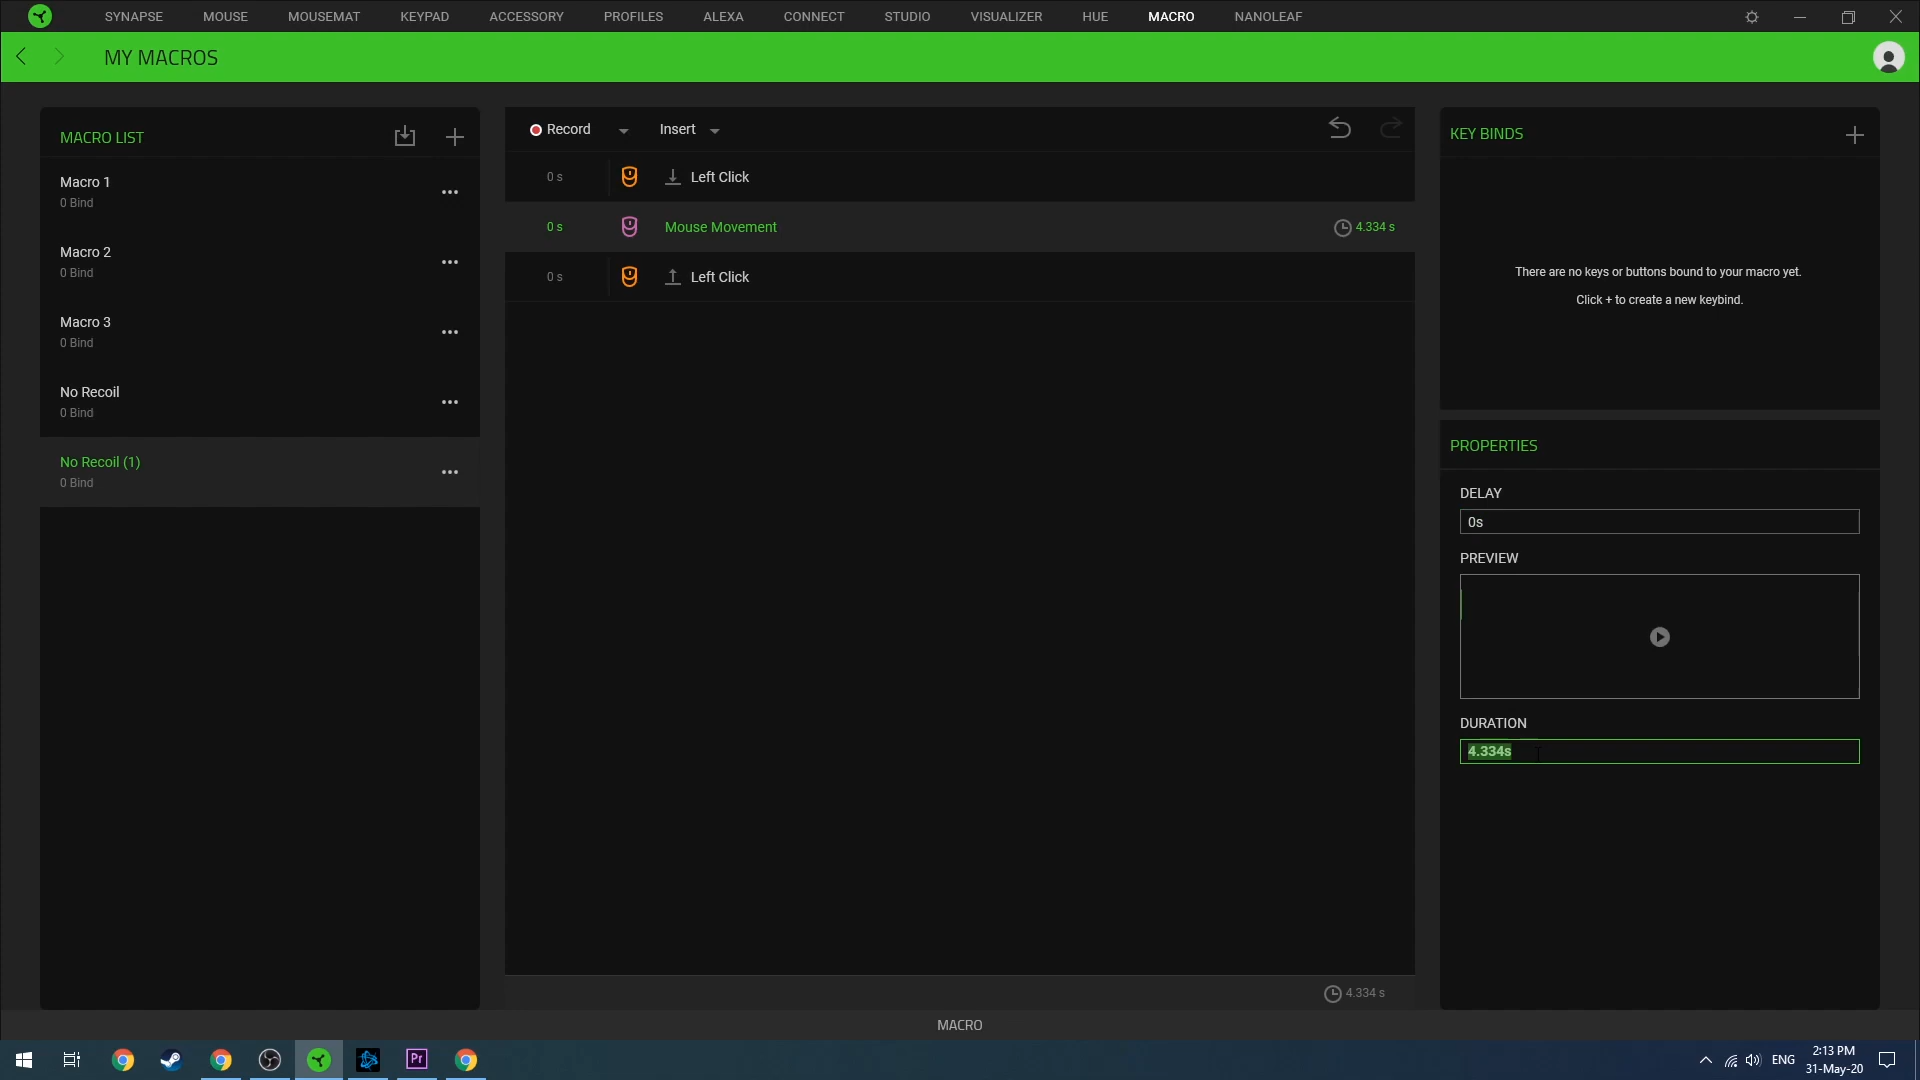 SYNAPSE MOUSE MOUSEMAT KEYPAD ACCESSORY PROFILES ALEXA CONNECT STUDIO VISUALIZER HUE MACRO NANOLEAF
MY MACROS
MACRO LIST
Macro 1
0 Bind
Macro 2
0 Bind
Macro 3
0 Bind
No Recoil
0 Bind
No Recoil (1)
0 Bind
Record Insert
0 s Left Click
0 s Mouse Movement 4.334 s
0 s Left Click
4.334 s
KEY BINDS
There are no keys or buttons bound to your macro yet.
Click + to create a new keybind.
PROPERTIES
DELAY
0s
PREVIEW
DURATION
4.334s
MACRO
Pr
ENG
2:13 PM
31-May-20